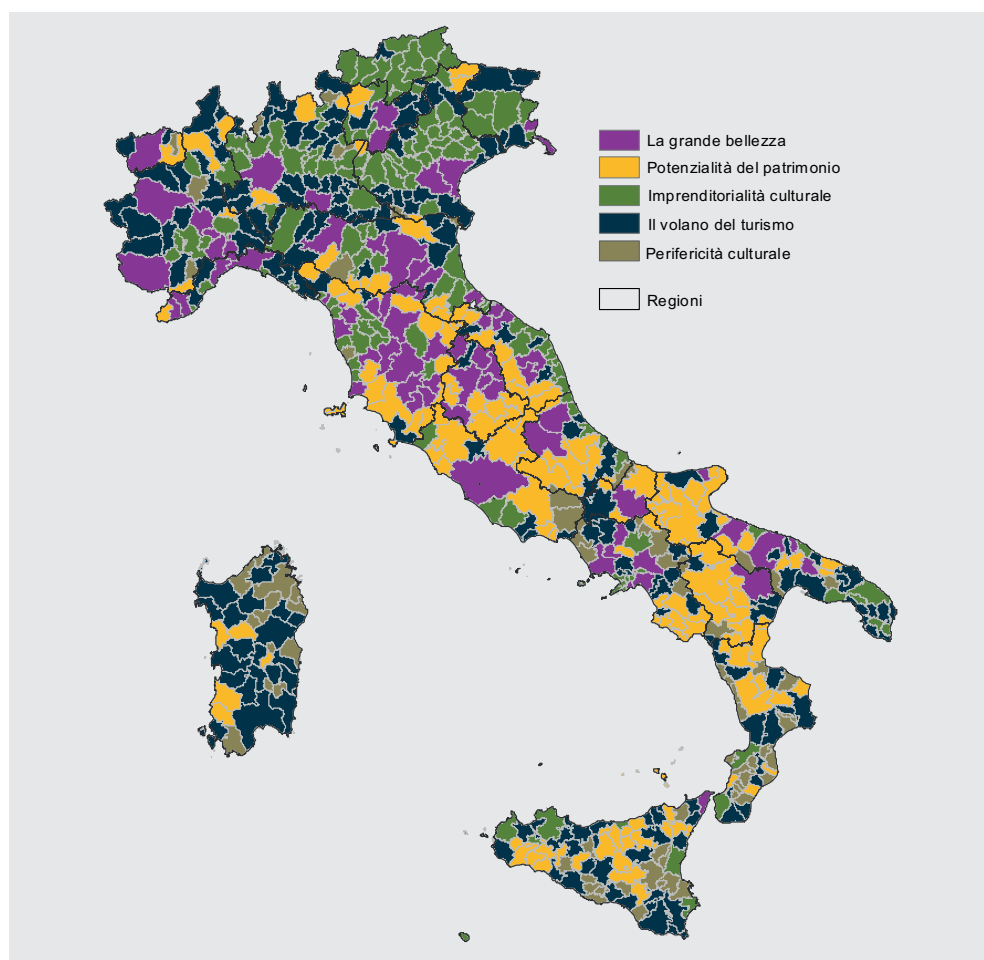 La grande bellezza
Potenzialità del patrimonio
Imprenditorialità culturale
Il volano del turismo
Perifericità culturale
Regioni